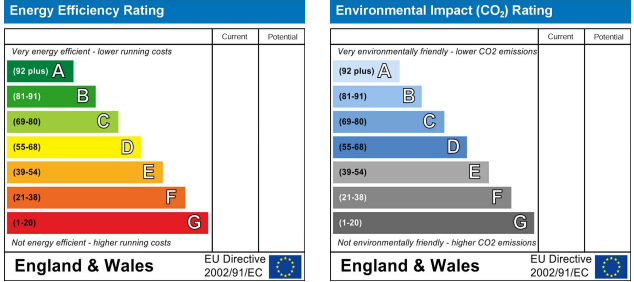 Energy Efficiency Rating
Current Potential
Very energy efficient - lower running costs
(92 plus) A
(81-91) B
(69-80) C
(55-68) D
(39-54) E
(21-38) F
(1-20) G
Not energy efficient - higher running costs
England & Wales
EU Directive
2002/91/EC
Environmental Impact (CO₂) Rating
Current Potential
Very environmentally friendly - lower CO2 emissions
(92 plus) A
(81-91) B
(69-80) C
(55-68) D
(39-54) E
(21-38) F
(1-20) G
Not environmentally friendly - higher CO2 emissions
England & Wales
EU Directive
2002/91/EC